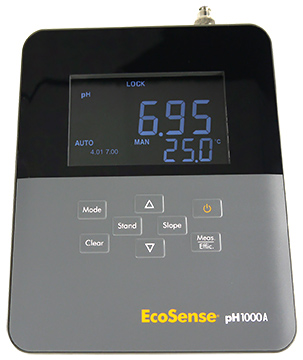 LOCK
pH
6.95
AUTO MAN 25.0 °C
4.01 7.00
Mode
Stand Slope
Clear Meas Effic.
EcoSense® pH1000A